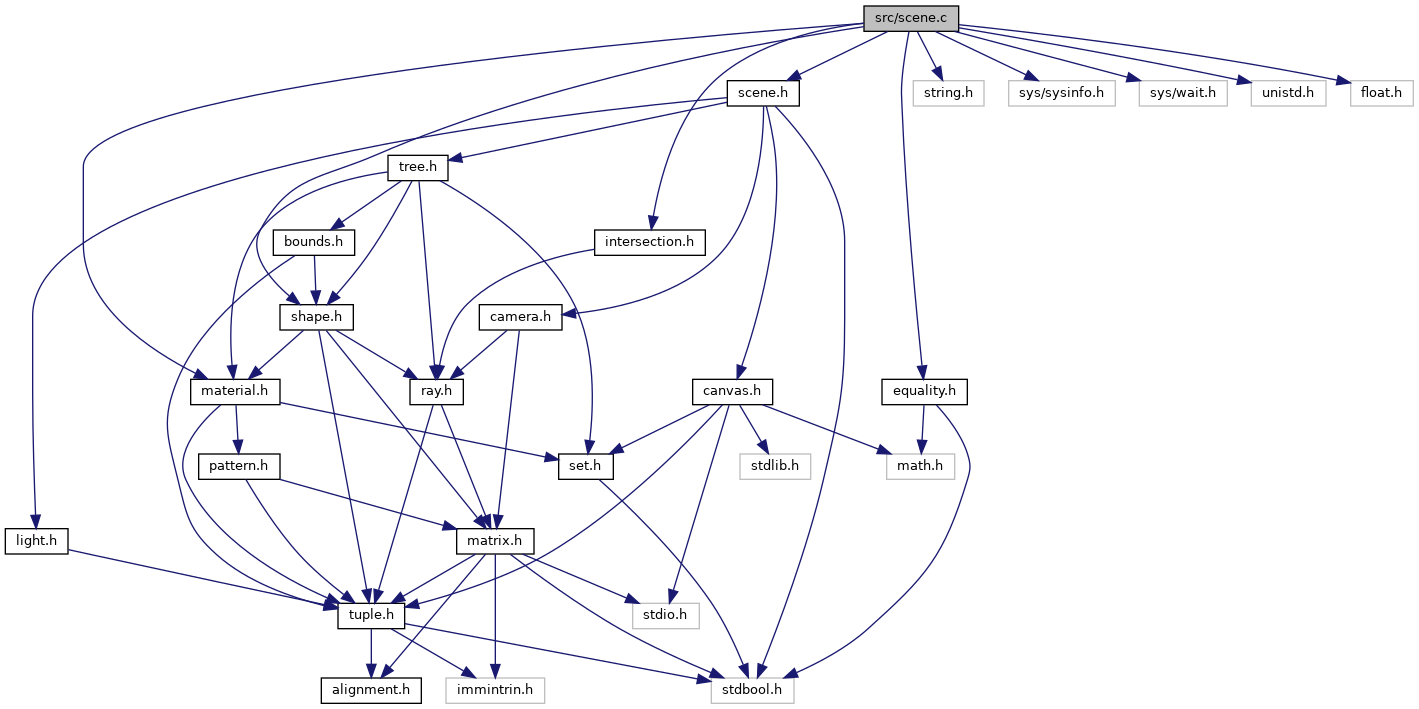 src/scene.c
scene.h
string.h
sys/sysinfo.h
sys/wait.h
unistd.h
float.h
tree.h
bounds.h
intersection.h
shape.h
camera.h
material.h
ray.h
canvas.h
equality.h
pattern.h
set.h
stdlib.h
math.h
light.h
matrix.h
tuple.h
stdio.h
alignment.h
immintrin.h
stdbool.h